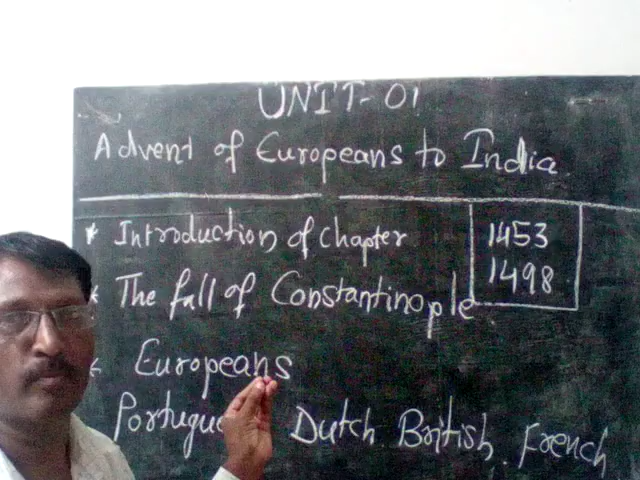 UNIT-01
Advent of Europeans to India
* Introduction of chapter
1453
1498
* The fall of Constantinople
* Europeans
Dutch. British. French